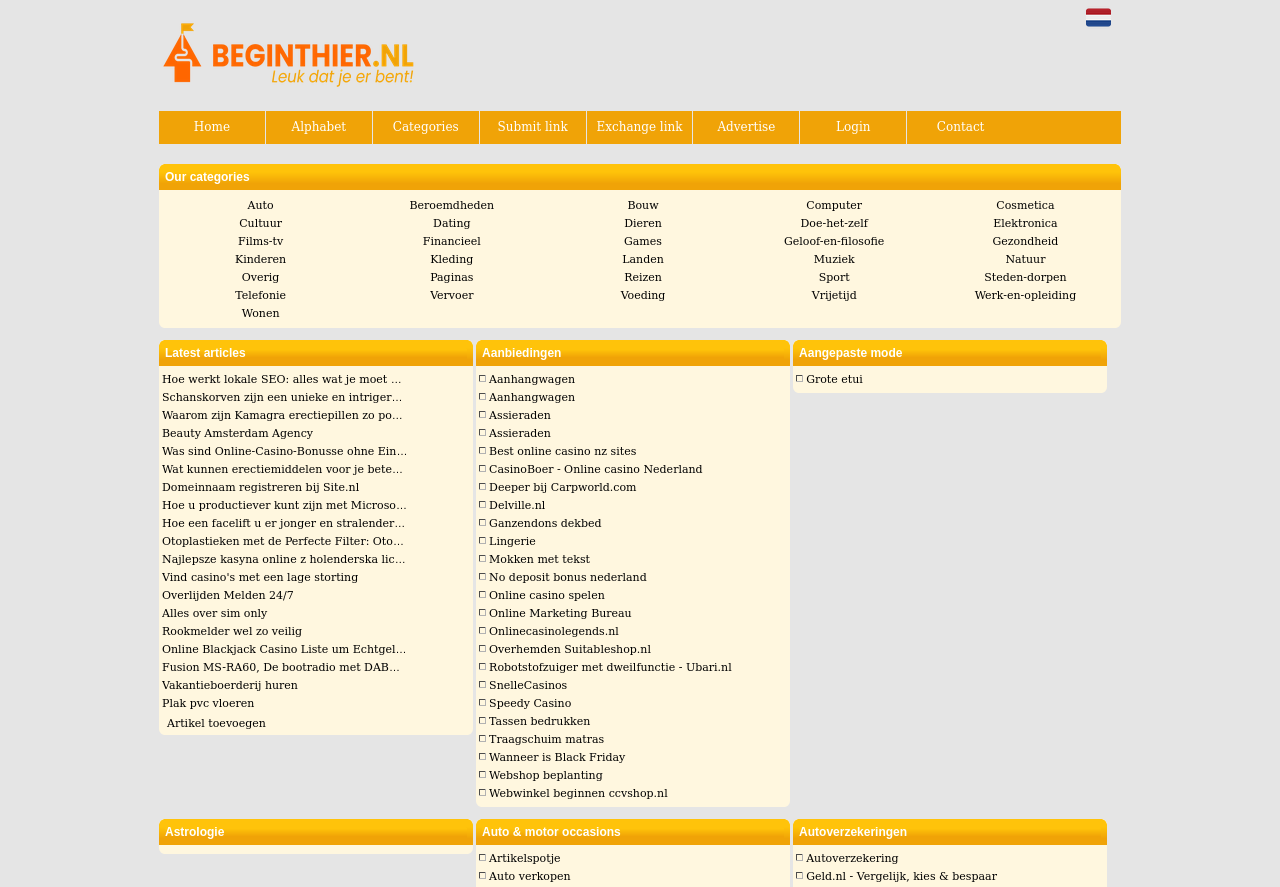 BEGINTHIER.NL
Leuk dat je er bent!
Home Alphabet Categories Submit link Exchange link Advertise Login Contact
Our categories
Auto Beroemdheden Bouw Computer Cosmetica
Cultuur Dating Dieren Doe-het-zelf Elektronica
Films-tv Financieel Games Geloof-en-filosofie Gezondheid
Kinderen Kleding Landen Muziek Natuur
Overig Paginas Reizen Sport Steden-dorpen
Telefonie Vervoer Voeding Vrijetijd Werk-en-opleiding
Wonen
Latest articles
Hoe werkt lokale SEO: alles wat je moet ...
Schanskorven zijn een unieke en intriger...
Waarom zijn Kamagra erectiepillen zo po...
Beauty Amsterdam Agency
Was sind Online-Casino-Bonusse ohne Ein...
Wat kunnen erectiemiddelen voor je bete...
Domeinnaam registreren bij Site.nl
Hoe u productiever kunt zijn met Microso...
Hoe een facelift u er jonger en stralender...
Otoplastieken met de Perfecte Filter: Oto...
Najlepsze kasyna online z holenderska lic...
Vind casino's met een lage storting
Overlijden Melden 24/7
Alles over sim only
Rookmelder wel zo veilig
Online Blackjack Casino Liste um Echtgel...
Fusion MS-RA60, De bootradio met DAB...
Vakantieboerderij huren
Plak pvc vloeren
Artikel toevoegen
Aanbiedingen
Aanhangwagen
Aanhangwagen
Assieraden
Assieraden
Best online casino nz sites
CasinoBoer - Online casino Nederland
Deeper bij Carpworld.com
Delville.nl
Ganzendons dekbed
Lingerie
Mokken met tekst
No deposit bonus nederland
Online casino spelen
Online Marketing Bureau
Onlinecasinolegends.nl
Overhemden Suitableshop.nl
Robotstofzuiger met dweilfunctie - Ubari.nl
SnelleCasinos
Speedy Casino
Tassen bedrukken
Traagschuim matras
Wanneer is Black Friday
Webshop beplanting
Webwinkel beginnen ccvshop.nl
Aangepaste mode
Grote etui
Astrologie
Auto & motor occasions
Artikelspotje
Auto verkopen
Autoverzekeringen
Autoverzekering
Geld.nl - Vergelijk, kies & bespaar